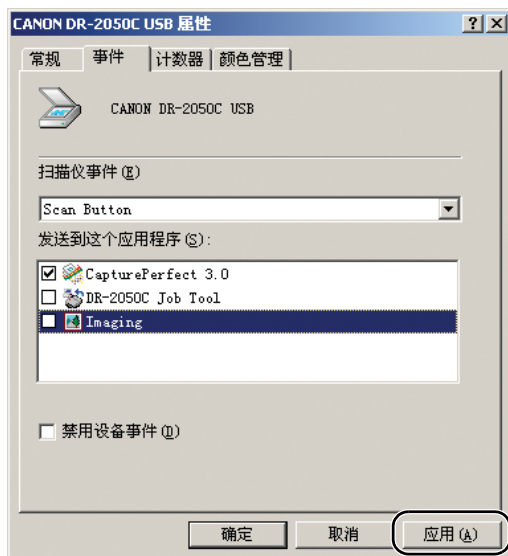 CANON DR-2050C USB 属性
常规 事件 计数器 颜色管理
CANON DR-2050C USB
扫描仪事件(E)
Scan Button
发送到这个应用程序(S):
CapturePerfect 3.0
DR-2050C Job Tool
Imaging
禁用设备事件(D)
确定 取消 应用(A)